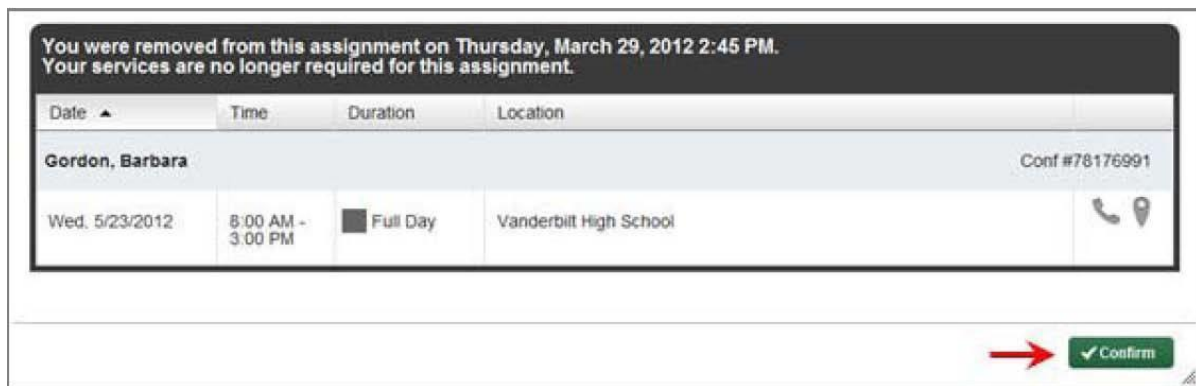 You were removed from this assignment on Thursday, March 29, 2012 2:45 PM.
Your services are no longer required for this assignment.
Date Time Duration Location
Gordon, Barbara Conf #78176991
Wed, 5/23/2012 8:00 AM - Full Day Vanderbilt High School
3:00 PM
Confirm